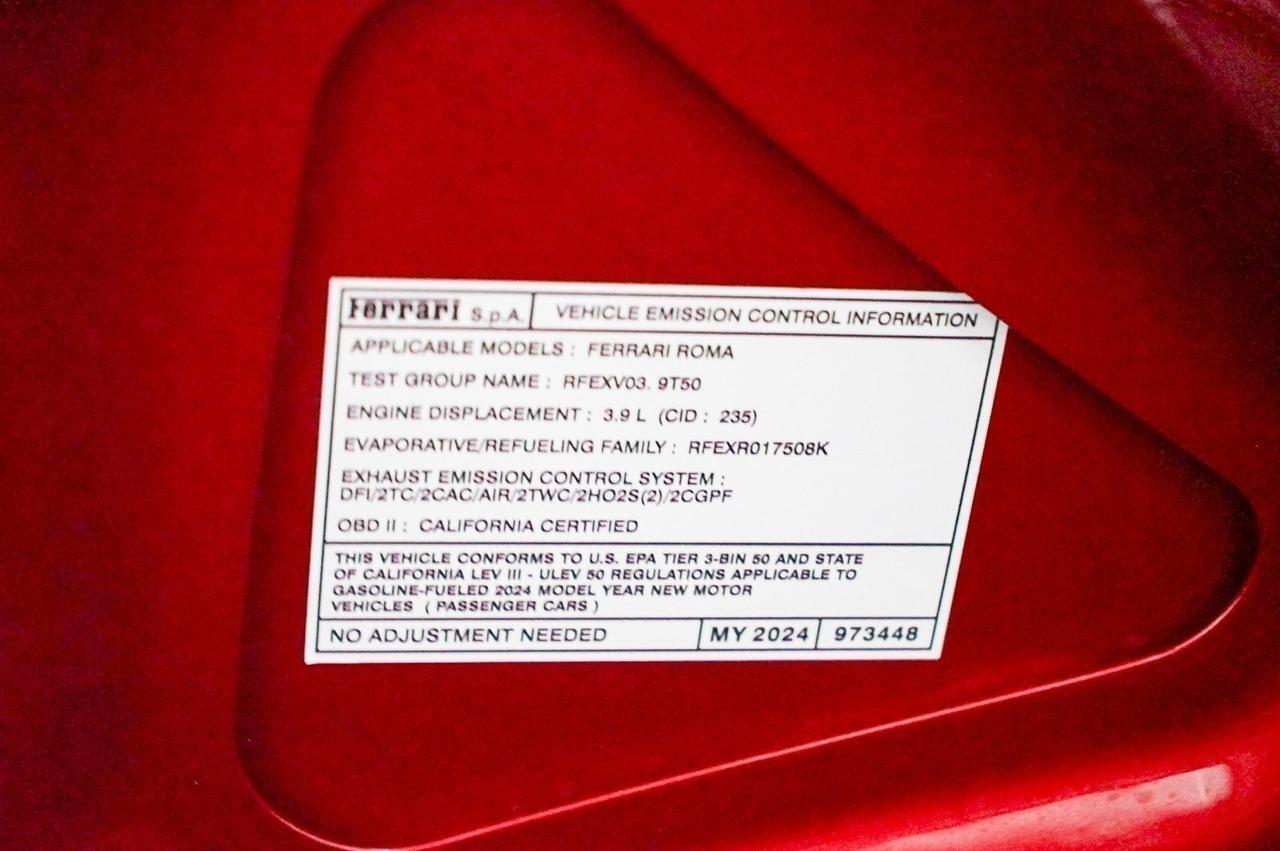 Ferrari S.p.A. VEHICLE EMISSION CONTROL INFORMATION
APPLICABLE MODELS : FERRARI ROMA
TEST GROUP NAME : RFEXV03. 9T50
ENGINE DISPLACEMENT : 3.9 L (CID : 235)
EVAPORATIVE/REFUELING FAMILY : RFEXR017508K
EXHAUST EMISSION CONTROL SYSTEM :
DFI/2TC/2CAC/AIR/2TWC/2HO2S(2)/2CGPF
OBD II : CALIFORNIA CERTIFIED
THIS VEHICLE CONFORMS TO U.S. EPA TIER 3-BIN 50 AND STATE
OF CALIFORNIA LEV III - ULEV 50 REGULATIONS APPLICABLE TO
GASOLINE-FUELED 2024 MODEL YEAR NEW MOTOR
VEHICLES ( PASSENGER CARS )
NO ADJUSTMENT NEEDED MY 2024 973448